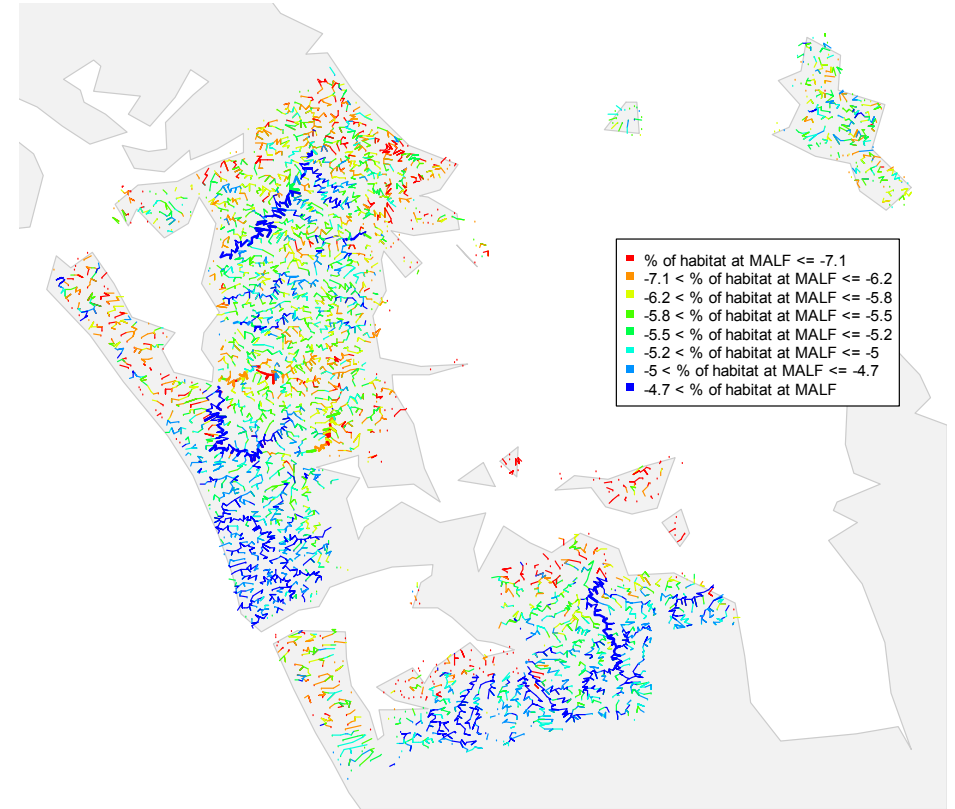 % of habitat at MALF <= -7.1
-7.1 < % of habitat at MALF <= -6.2
-6.2 < % of habitat at MALF <= -5.8
-5.8 < % of habitat at MALF <= -5.5
-5.5 < % of habitat at MALF <= -5.2
-5.2 < % of habitat at MALF <= -5
-5 < % of habitat at MALF <= -4.7
-4.7 < % of habitat at MALF